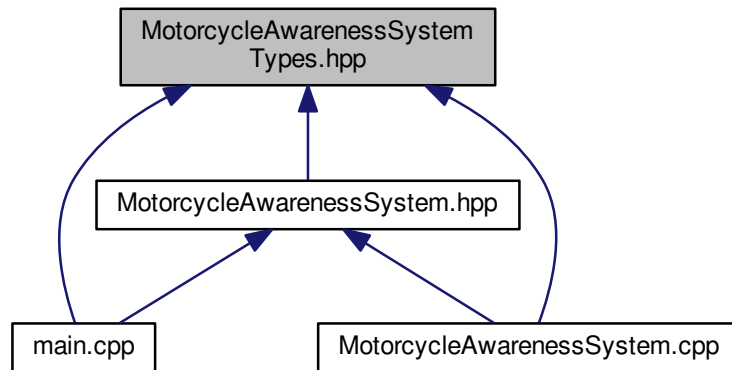 MotorcycleAwarenessSystem
Types.hpp
MotorcycleAwarenessSystem.hpp
main.cpp
MotorcycleAwarenessSystem.cpp